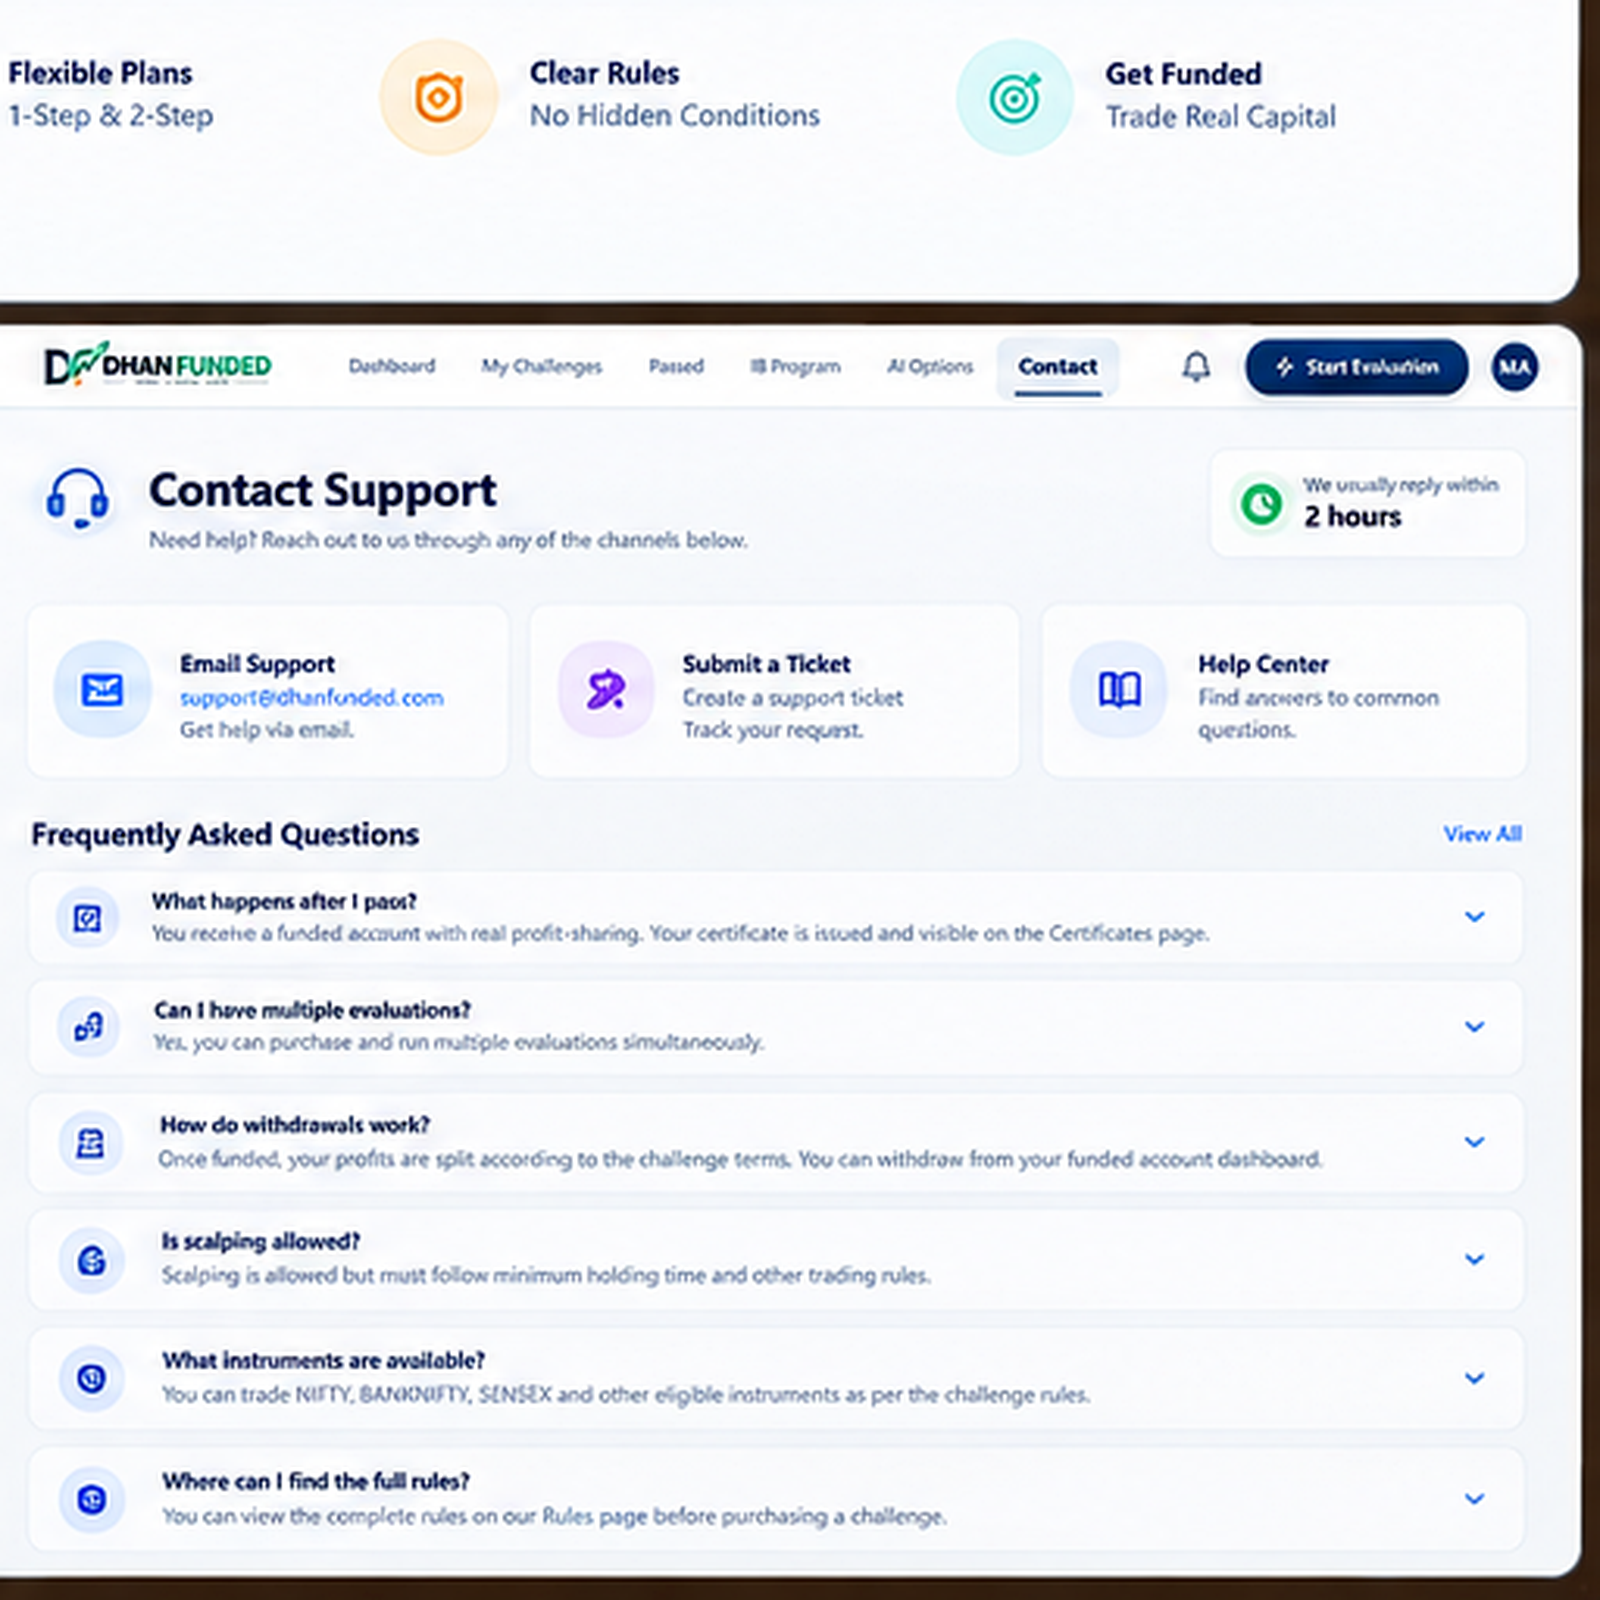 Flexible Plans
1-Step & 2-Step
Clear Rules
No Hidden Conditions
Get Funded
Trade Real Capital
DHAN FUNDED
Dashboard
My Challenges
Passed
IB Program
AI Options
Contact
Start Evaluation
MA
Contact Support
Need help? Reach out to us through any of the channels below.
We usually reply within
2 hours
Email Support
support@dhanfunded.com
Get help via email.
Submit a Ticket
Create a support ticket
Track your request.
Help Center
Find answers to common
questions.
Frequently Asked Questions
View All
What happens after I pass?
You receive a funded account with real profit-sharing. Your certificate is issued and visible on the Certificates page.
Can I have multiple evaluations?
Yes, you can purchase and run multiple evaluations simultaneously.
How do withdrawals work?
Once funded, your profits are split according to the challenge terms. You can withdraw from your funded account dashboard.
Is scalping allowed?
Scalping is allowed but must follow minimum holding time and other trading rules.
What instruments are available?
You can trade NIFTY, BANKNIFTY, SENSEX and other eligible instruments as per the challenge rules.
Where can I find the full rules?
You can view the complete rules on our Rules page before purchasing a challenge.